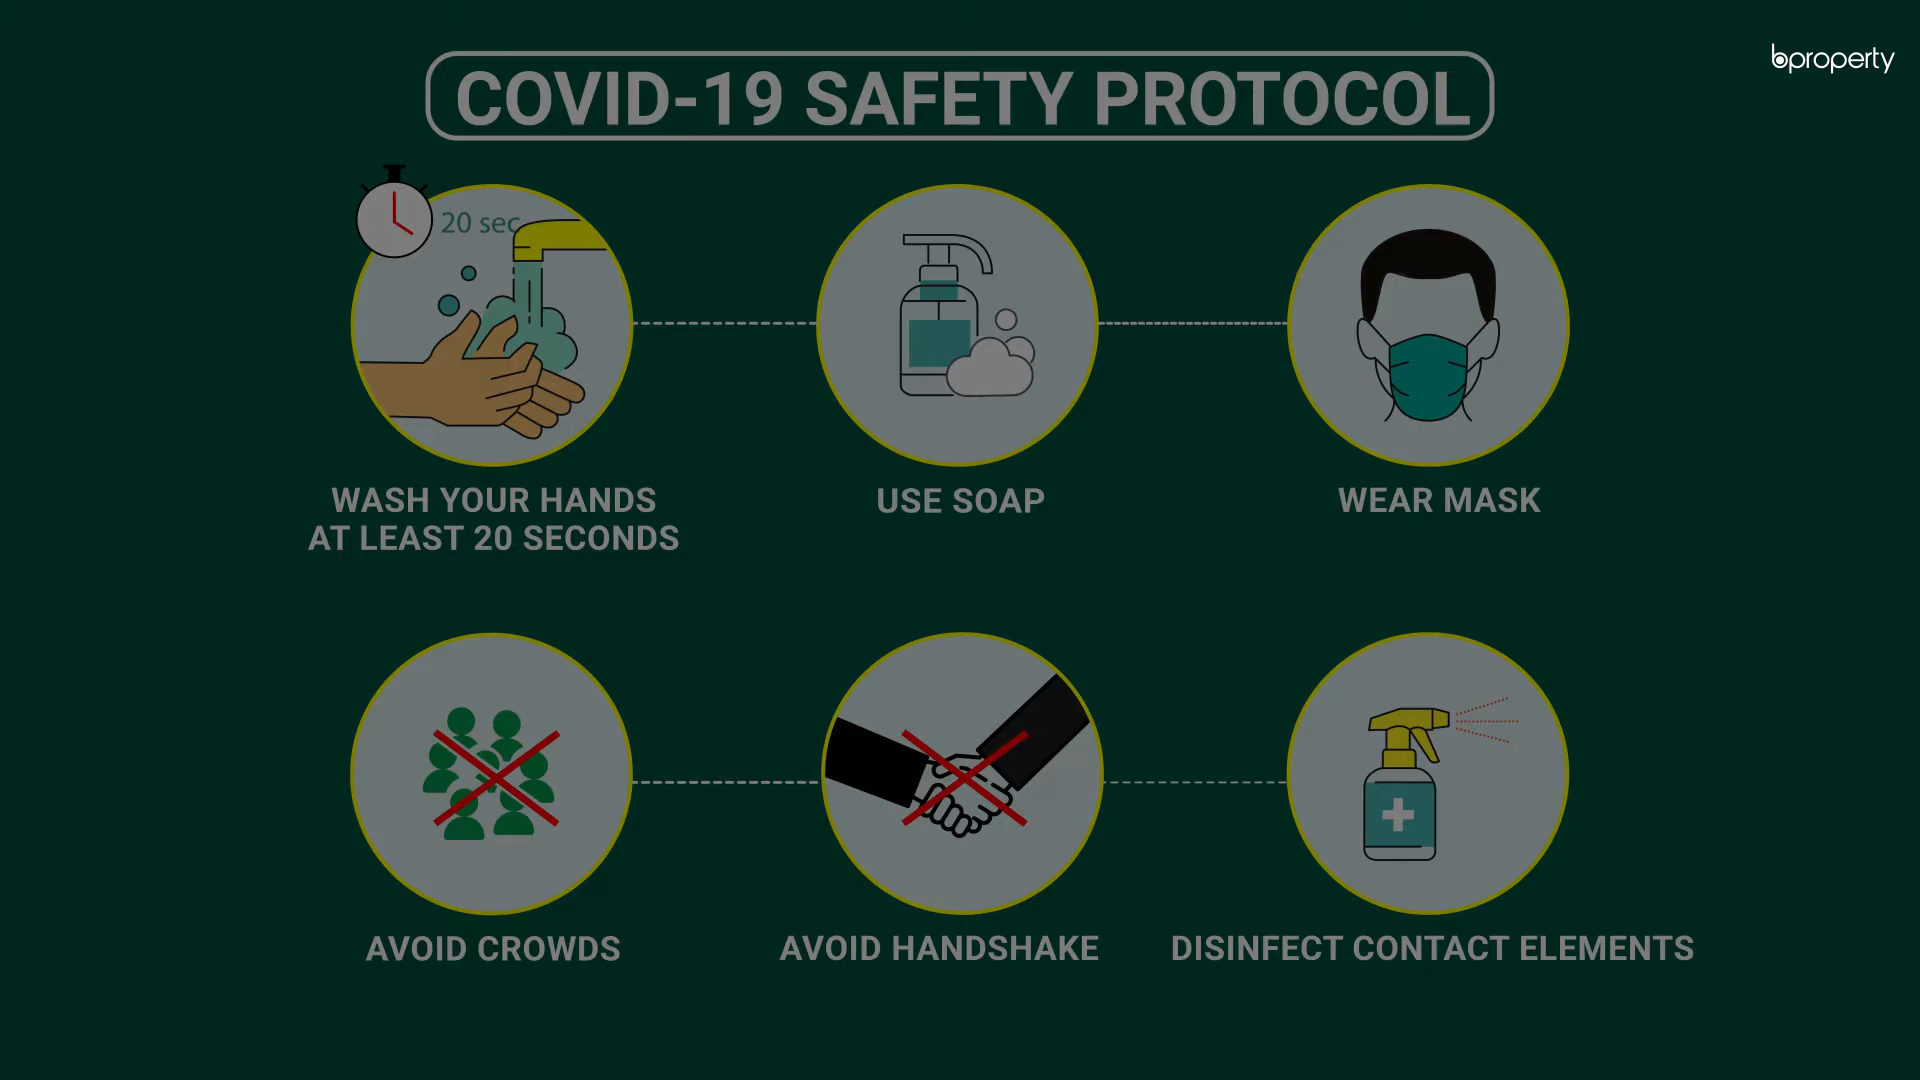 bproperty
COVID-19 SAFETY PROTOCOL
20 sec
WASH YOUR HANDS
AT LEAST 20 SECONDS
USE SOAP
WEAR MASK
AVOID CROWDS
AVOID HANDSHAKE
DISINFECT CONTACT ELEMENTS